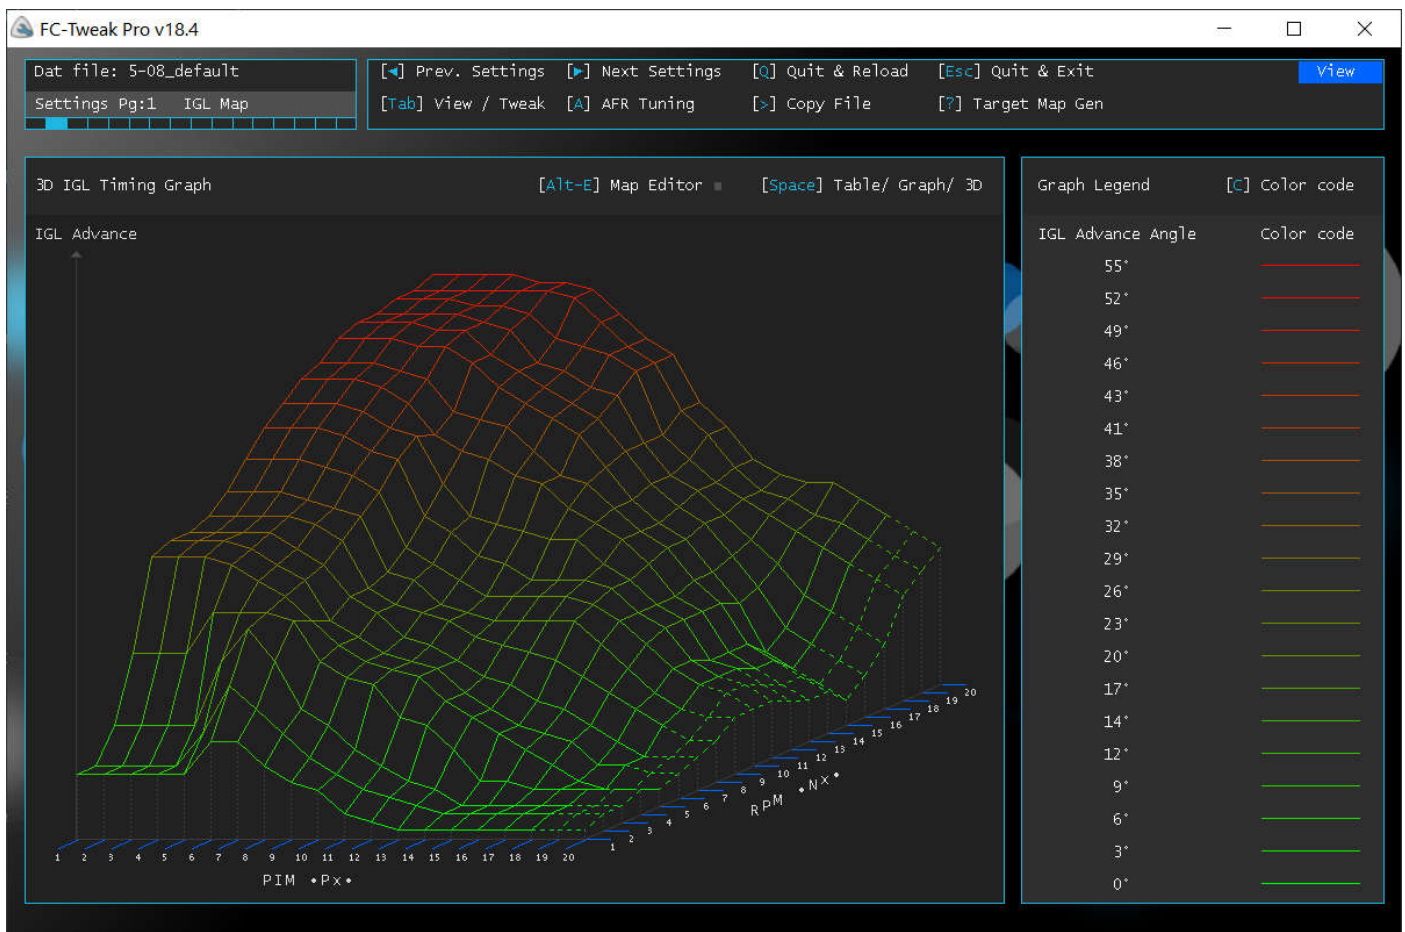 FC-Tweak Pro v18.4
Dat file: 5-08_default
[◄] Prev. Settings [►] Next Settings [Q] Quit & Reload [Esc] Quit & Exit View
Settings Pg:1 IGL Map
[Tab] View / Tweak [A] AFR Tuning [>] Copy File [?] Target Map Gen
3D IGL Timing Graph [Alt-E] Map Editor [Space] Table/ Graph/ 3D
Graph Legend [C] Color code
IGL Advance
IGL Advance Angle Color code
55°
52°
49°
46°
43°
41°
38°
35°
32°
29°
26°
23°
20°
17°
14°
12°
9°
6°
3°
0°
1 2 3 4 5 6 7 8 9 10 11 12 13 14 15 16 17 18 19 20
PIM •Px•
1 2 3 4 5 6 7 8 9 10 11 12 13 14 15 16 17 18 19 20
RPM •Nx•